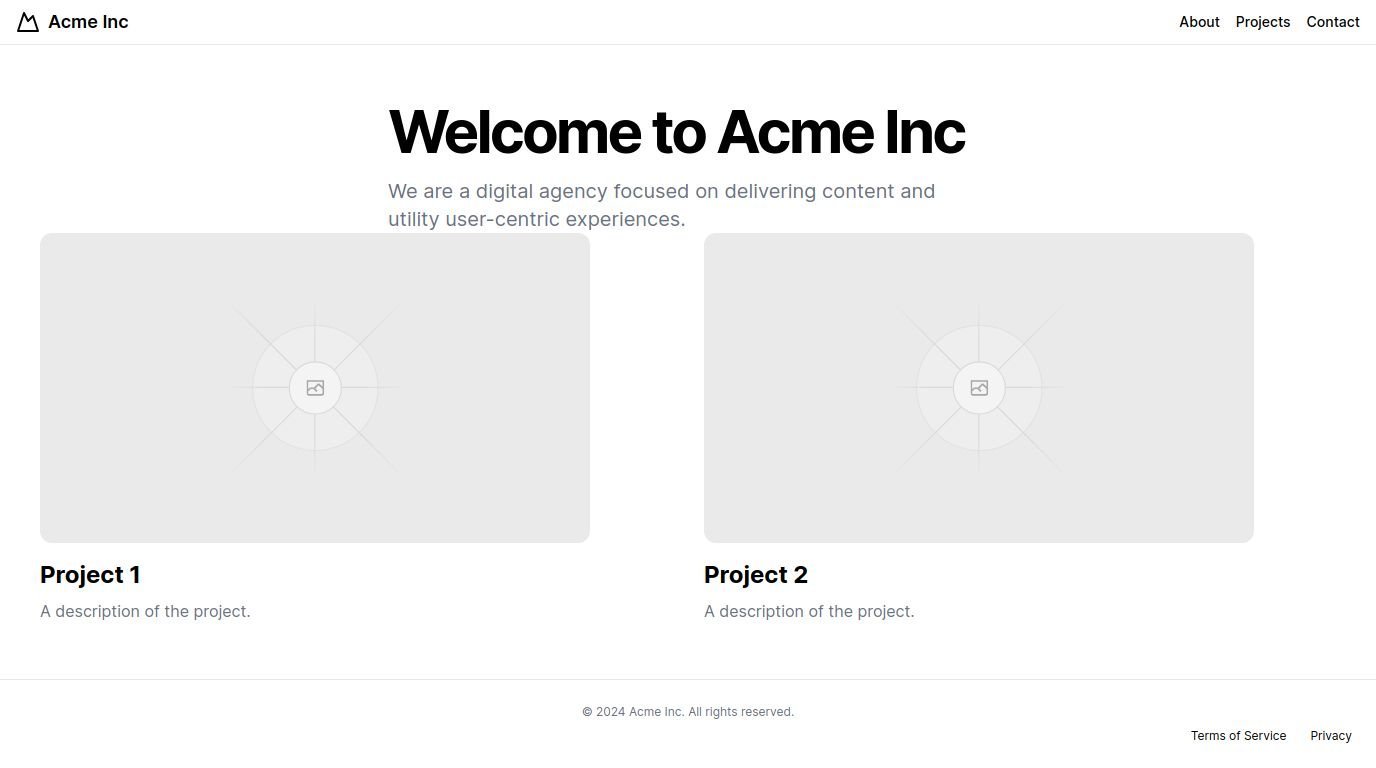 Acme Inc
About Projects Contact
Welcome to Acme Inc
We are a digital agency focused on delivering content and
utility user-centric experiences.
Project 1
A description of the project.
Project 2
A description of the project.
© 2024 Acme Inc. All rights reserved.
Terms of Service Privacy